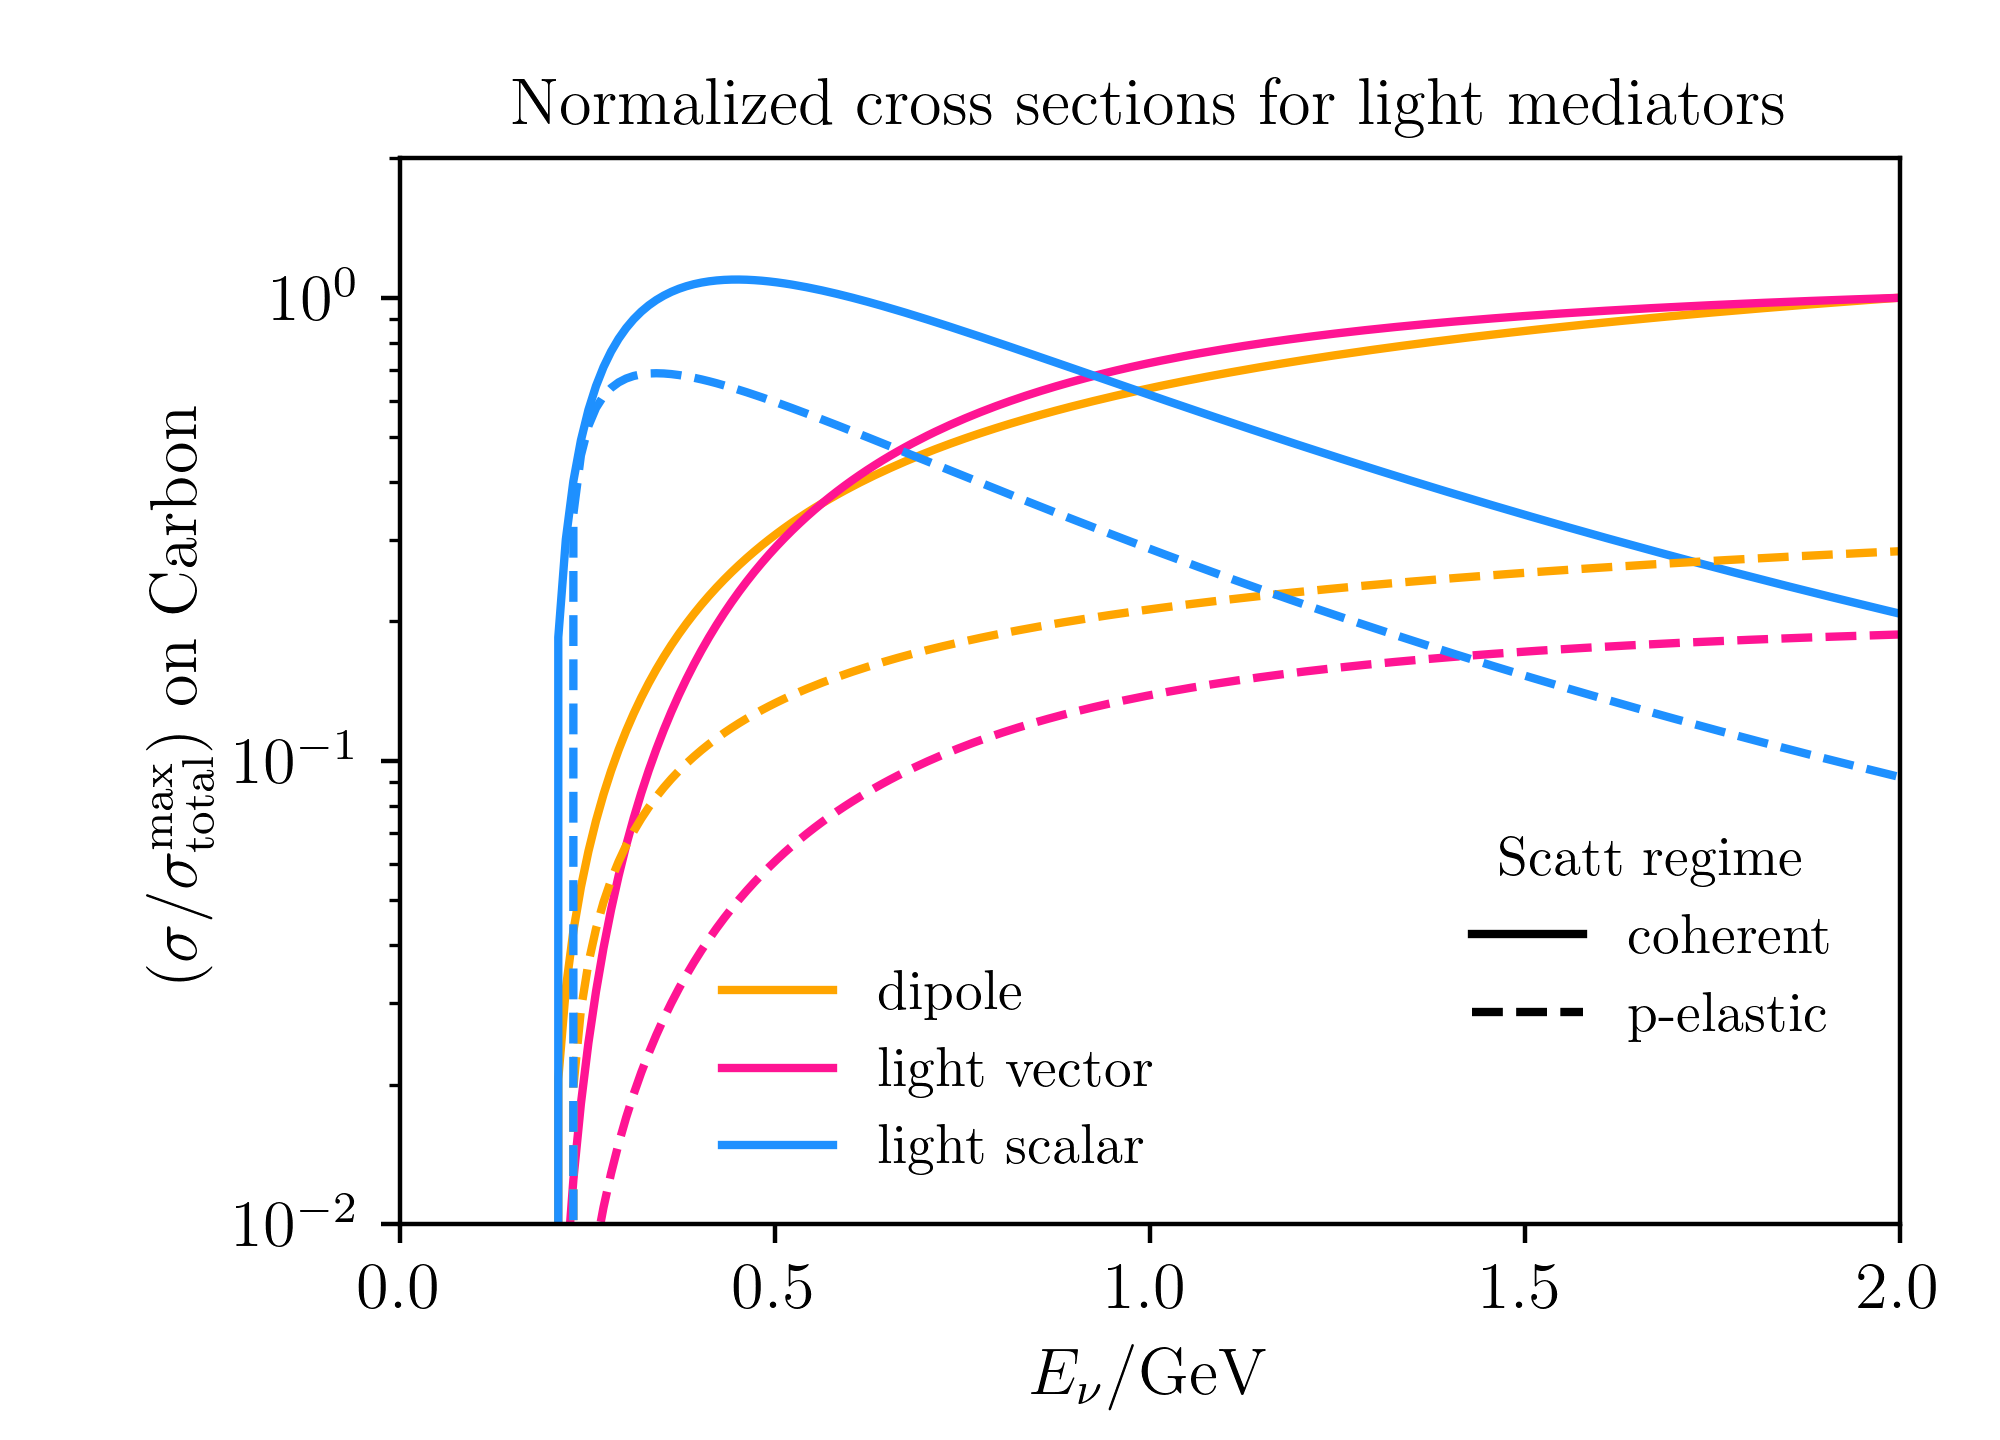 Normalized cross sections for light mediators
(σ/σ^max_total) on Carbon
10^0
10^−1
10^−2
dipole
light vector
light scalar
Scatt regime
coherent
p-elastic
0.0 0.5 1.0 1.5 2.0
E_ν/GeV